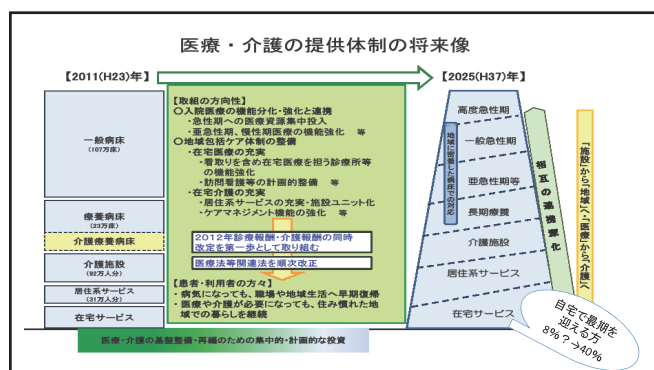 医療・介護の提供体制の将来像
【2011(H23)年】
【2025(H37)年】
一般病床
(107万床)
療養病床
(23万床)
介護療養病床
介護施設
(92万人分)
居住系サービス
(31万人分)
在宅サービス
【取組の方向性】
〇入院医療の機能分化・強化と連携
・急性期への医療資源集中投入
・亜急性期、慢性期医療の機能強化 等
〇地域包括ケア体制の整備
・在宅医療の充実
・看取りを含め在宅医療を担う診療所等
の機能強化
・訪問看護等の計画的整備 等
・在宅介護の充実
・居住系サービスの充実・施設ユニット化
・ケアマネジメント機能の強化 等
2012年診療報酬・介護報酬の同時
改定を第一歩として取り組む
医療法等関連法を順次改正
【患者・利用者の方々】
・病気になっても、職場や地域生活へ早期復帰
・医療や介護が必要になっても、住み慣れた地
域での暮らしを継続
高度急性期
一般急性期
亜急性期等
長期療養
介護施設
居住系サービス
在宅サービス
地域に密着した病床での対応
相互の連携深化
「施設」から「地域」へ・「医療」から「介護」へ
自宅で最期を
迎える方
8%?→40%
医療・介護の基盤整備・再編のための集中的・計画的な投資